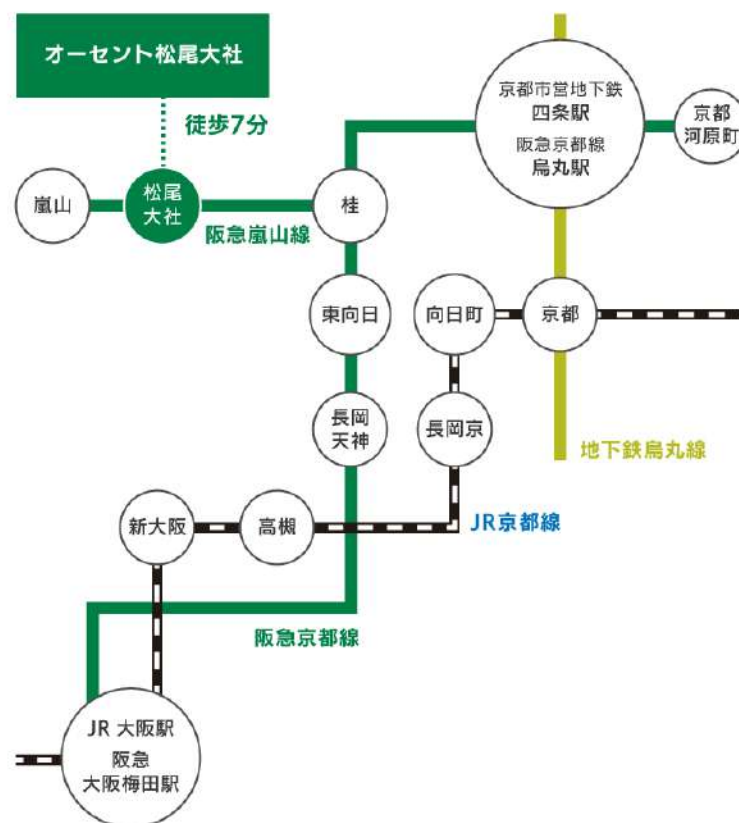 オーセント松尾大社
徒歩7分
京都市営地下鉄
四条駅
阪急京都線
烏丸駅
京都
河原町
嵐山
松尾
大社
桂
阪急嵐山線
東向日
向日町
京都
長岡
天神
長岡京
地下鉄烏丸線
新大阪
高槻
JR京都線
阪急京都線
JR 大阪駅
阪急
大阪梅田駅